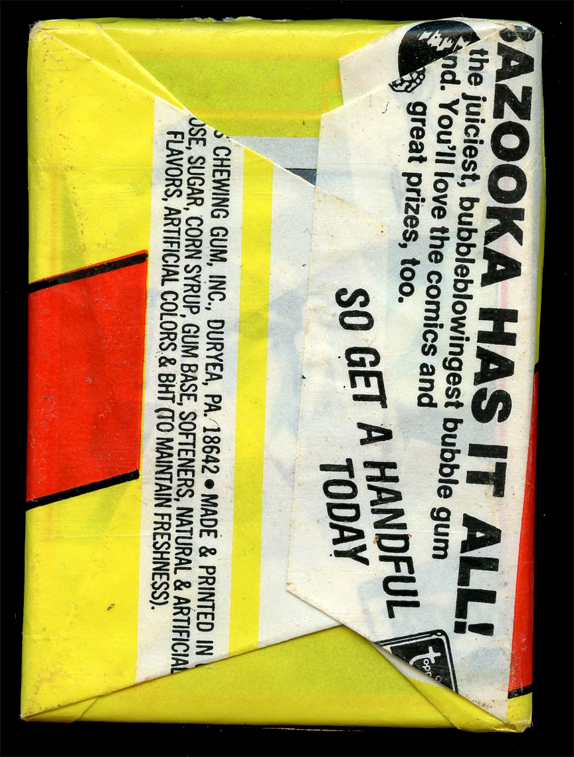 BAZOOKA HAS IT ALL!
the juiciest, bubbleblowingest bubble gum
nd. You'll love the comics and
great prizes, too.
SO GET A HANDFUL
TODAY
topps
S CHEWING GUM, INC., DURYEA, PA. 18642 • MADE & PRINTED IN
OSE, SUGAR, CORN SYRUP, GUM BASE, SOFTENERS, NATURAL & ARTIFICIAL
FLAVORS, ARTIFICIAL COLORS & BHT (TO MAINTAIN FRESHNESS).